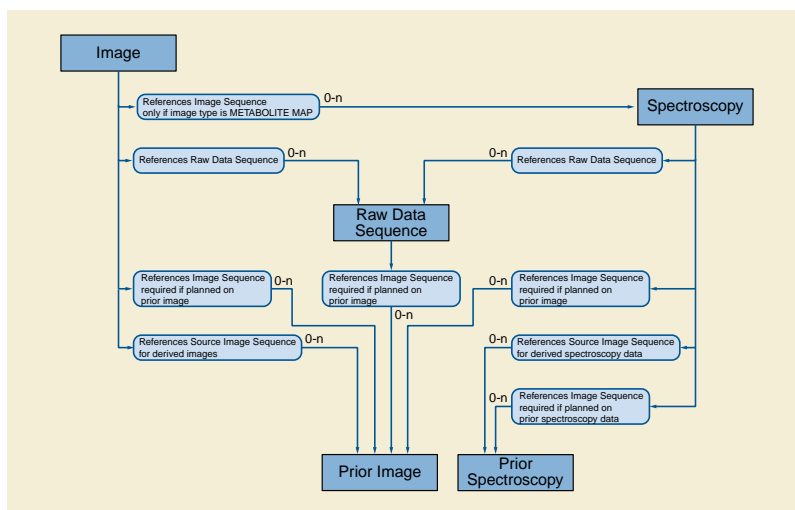 Image
References Image Sequence
only if image type is METABOLITE MAP
0-n
Spectroscopy
References Raw Data Sequence
0-n
0-n
References Raw Data Sequence
Raw Data
Sequence
References Image Sequence
required if planned on
prior image
0-n
References Image Sequence
required if planned on
prior image
0-n
0-n
References Image Sequence
required if planned on
prior image
References Source Image Sequence
for derived images
0-n
0-n
References Source Image Sequence
for derived spectroscopy data
0-n
References Image Sequence
required if planned on
prior spectroscopy data
Prior Image
Prior
Spectroscopy